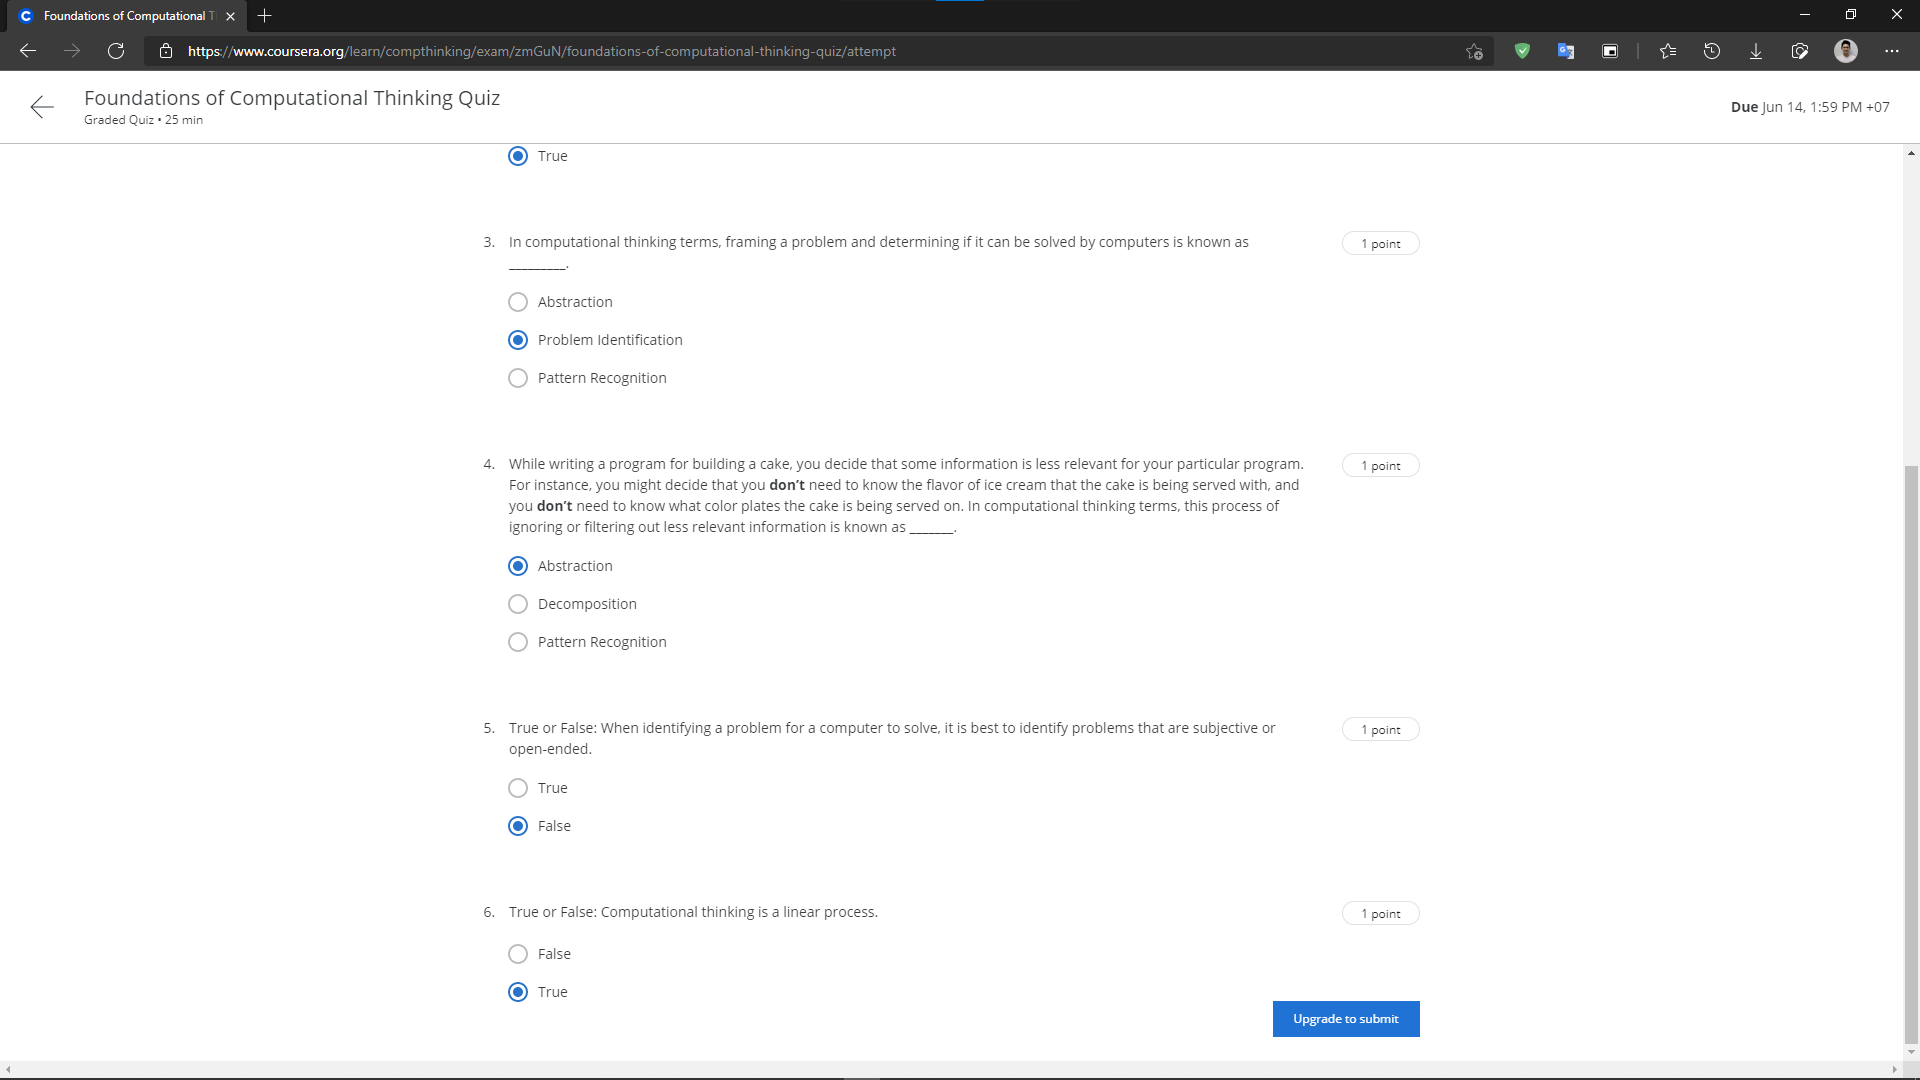 Foundations of Computational T
https://www.coursera.org/learn/compthinking/exam/zmGuN/foundations-of-computational-thinking-quiz/attempt
Foundations of Computational Thinking Quiz
Graded Quiz • 25 min
Due Jun 14, 1:59 PM +07
True
3. In computational thinking terms, framing a problem and determining if it can be solved by computers is known as
_________.
1 point
Abstraction
Problem Identification
Pattern Recognition
4. While writing a program for building a cake, you decide that some information is less relevant for your particular program.
For instance, you might decide that you don't need to know the flavor of ice cream that the cake is being served with, and
you don't need to know what color plates the cake is being served on. In computational thinking terms, this process of
ignoring or filtering out less relevant information is known as _______.
1 point
Abstraction
Decomposition
Pattern Recognition
5. True or False: When identifying a problem for a computer to solve, it is best to identify problems that are subjective or
open-ended.
1 point
True
False
6. True or False: Computational thinking is a linear process.
1 point
False
True
Upgrade to submit